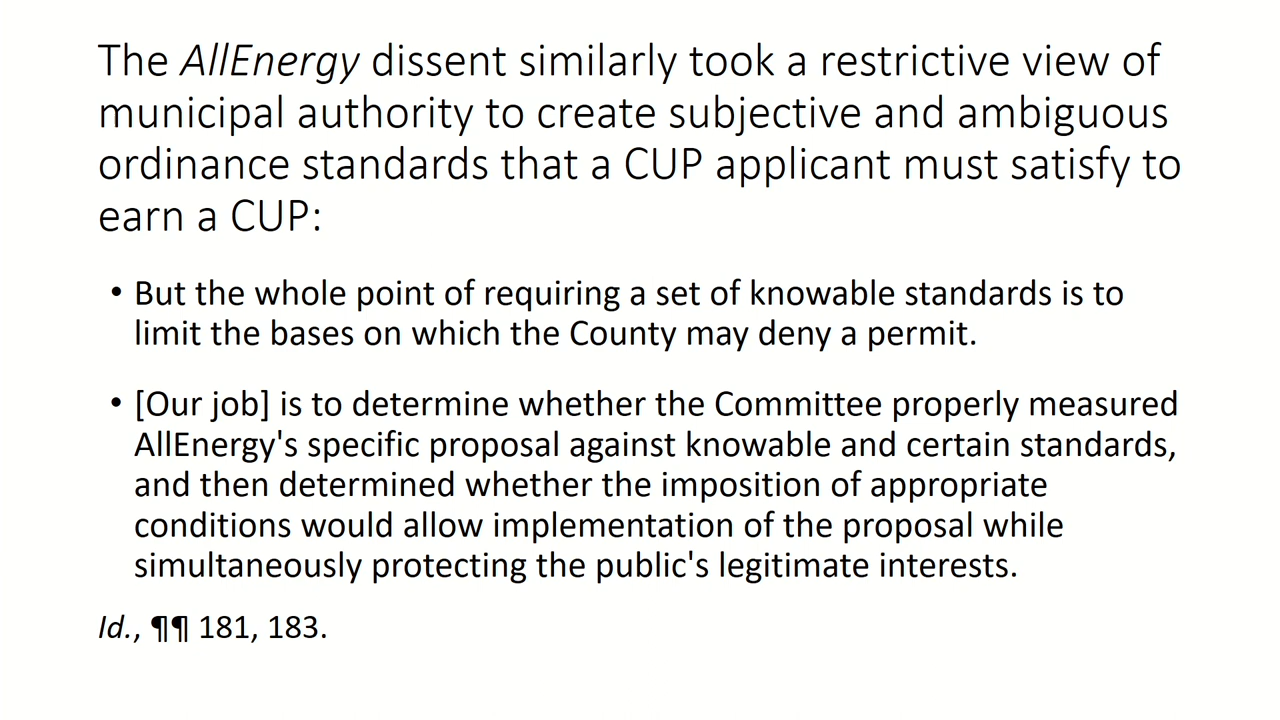 The AllEnergy dissent similarly took a restrictive view of
municipal authority to create subjective and ambiguous
ordinance standards that a CUP applicant must satisfy to
earn a CUP:
• But the whole point of requiring a set of knowable standards is to
limit the bases on which the County may deny a permit.
• [Our job] is to determine whether the Committee properly measured
AllEnergy's specific proposal against knowable and certain standards,
and then determined whether the imposition of appropriate
conditions would allow implementation of the proposal while
simultaneously protecting the public's legitimate interests.
Id., ¶¶ 181, 183.